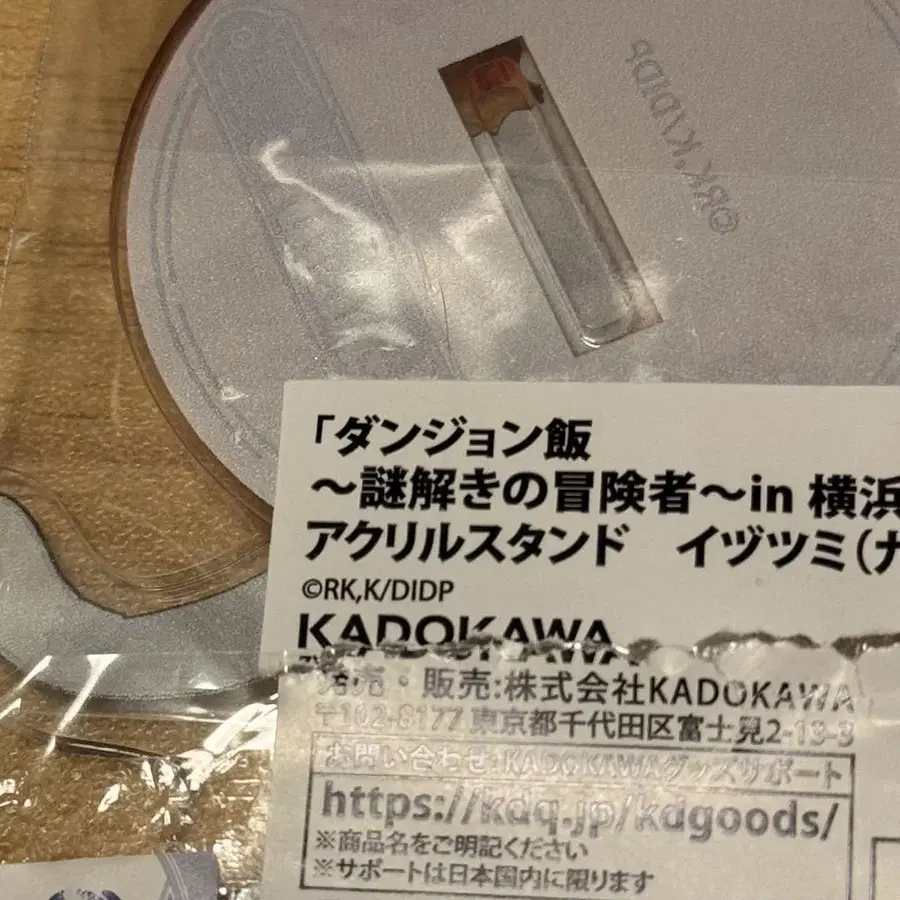 ©RK,K/DIDP
「ダンジョン飯
～謎解きの冒険者～in 横浜
アクリルスタンド　イヅツミ（ナ
©RK,K/DIDP
KADOKAWA
発売・販売:株式会社KADOKAWA
〒102-8177 東京都千代田区富士見2-13-3
お問い合わせ:KADOKAWAグッズサポート
https://kdq.jp/kdgoods/
※商品名をご明記ください
※サポートは日本国内に限ります